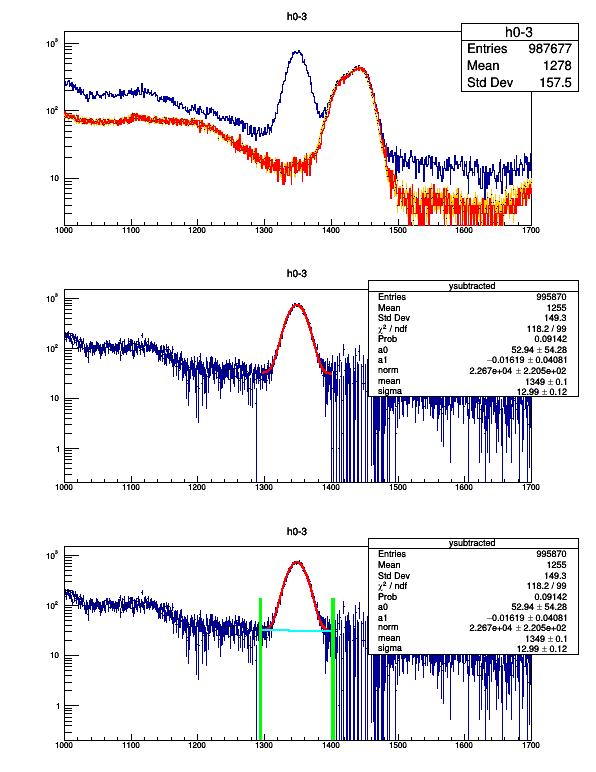 h0-3
h0-3
Entries 987677
Mean 1278
Std Dev 157.5
10³
10²
10
1000 1100 1200 1300 1400 1500 1600 1700
h0-3
ysubtracted
Entries 995870
Mean 1255
Std Dev 149.3
χ² / ndf 118.2 / 99
Prob 0.09142
a0 52.94 ± 54.28
a1 −0.01619 ± 0.04081
norm 2.267e+04 ± 2.205e+02
mean 1349 ± 0.1
sigma 12.99 ± 0.12
10³
10²
10
1
1000 1100 1200 1300 1400 1500 1600 1700
h0-3
ysubtracted
Entries 995870
Mean 1255
Std Dev 149.3
χ² / ndf 118.2 / 99
Prob 0.09142
a0 52.94 ± 54.28
a1 −0.01619 ± 0.04081
norm 2.267e+04 ± 2.205e+02
mean 1349 ± 0.1
sigma 12.99 ± 0.12
10³
10²
10
1
1000 1100 1200 1300 1400 1500 1600 1700